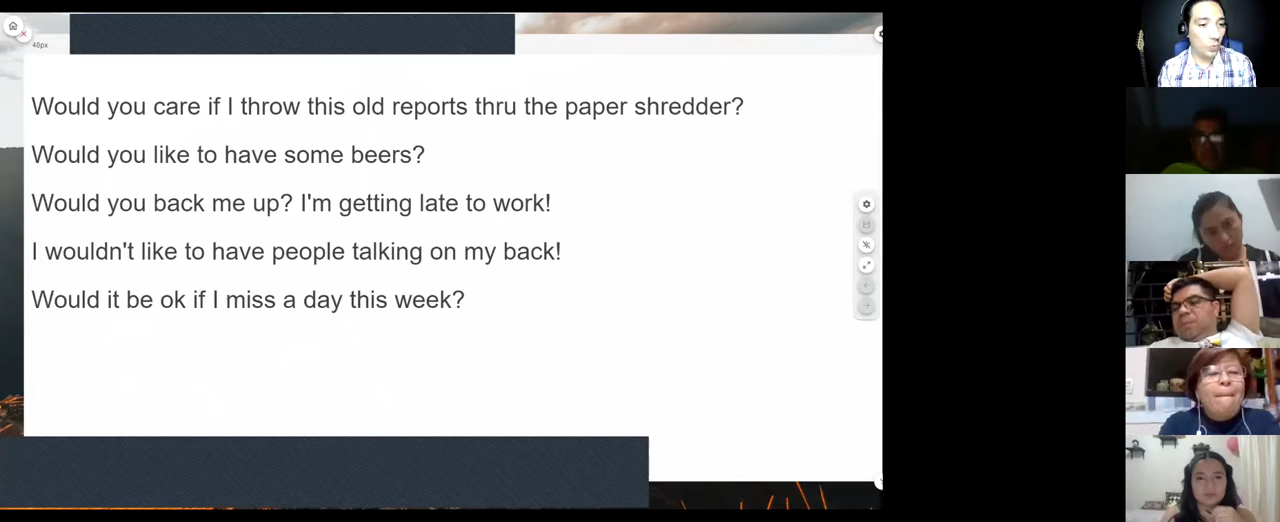 46px
Would you care if I throw this old reports thru the paper shredder?
Would you like to have some beers?
Would you back me up? I'm getting late to work!
I wouldn't like to have people talking on my back!
Would it be ok if I miss a day this week?